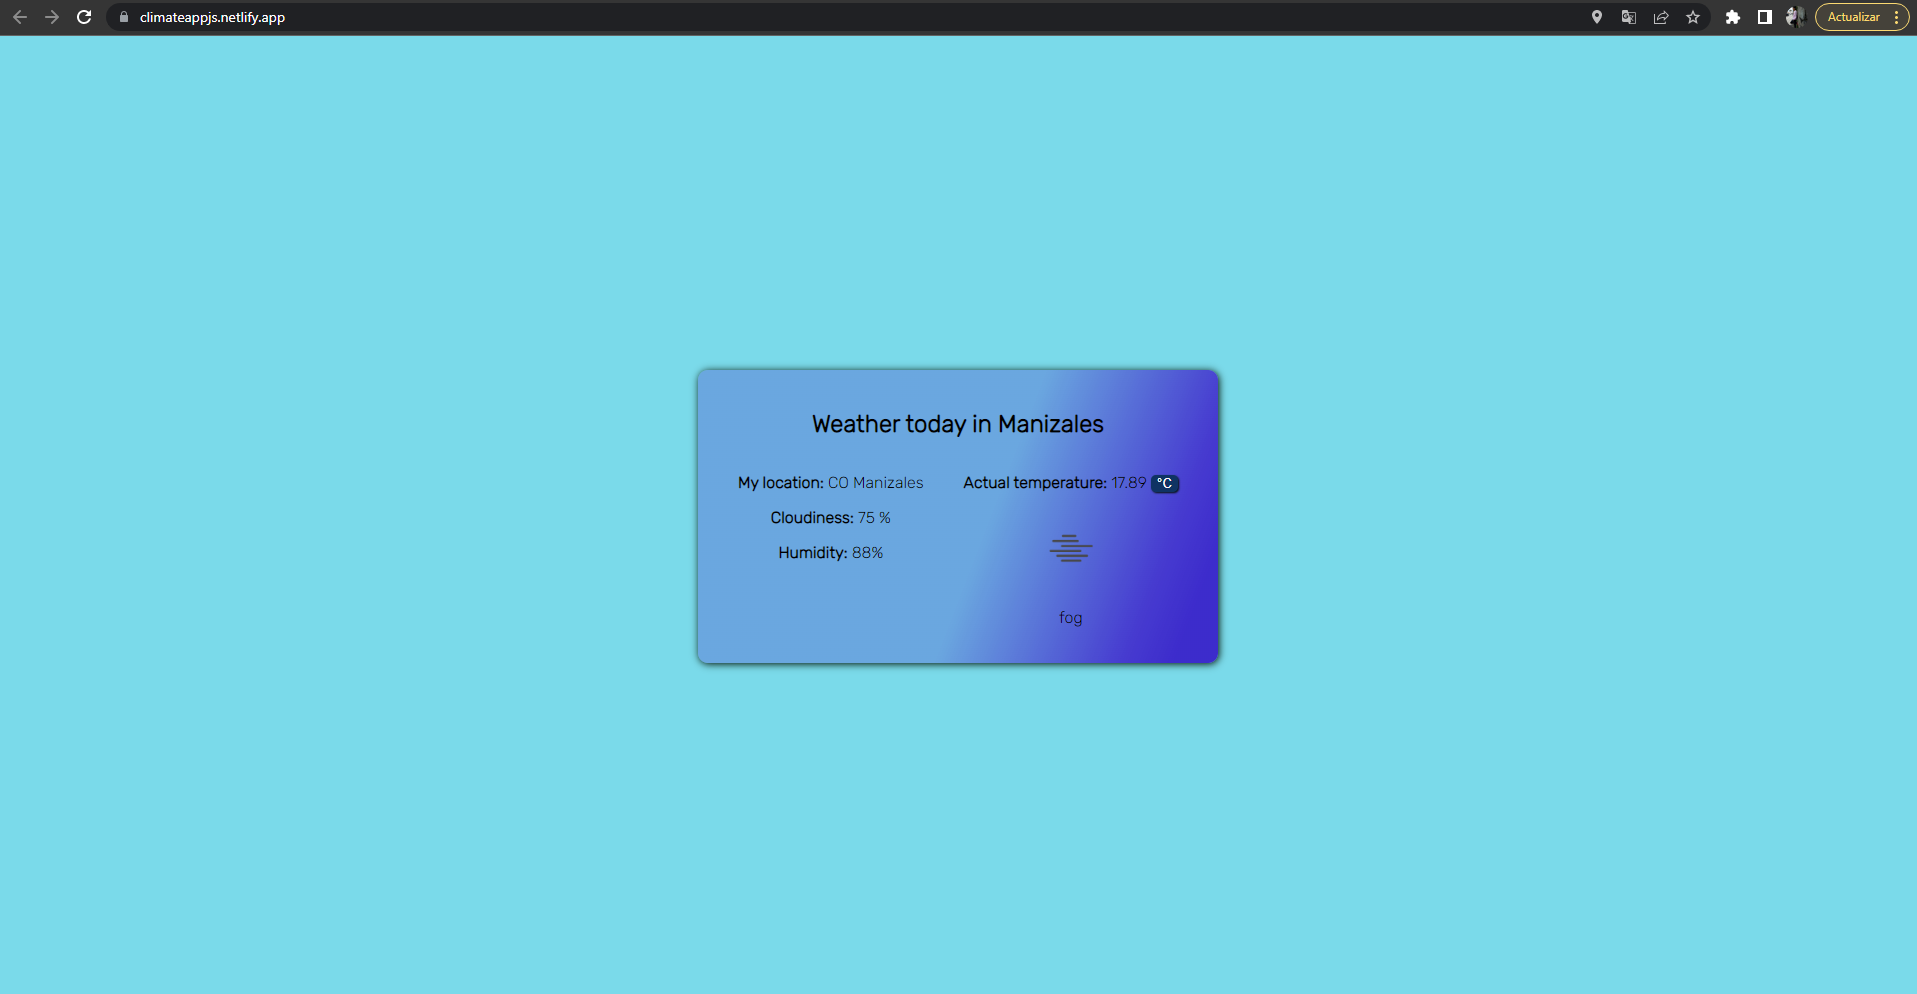 climateappjs.netlify.app
Actualizar
Weather today in Manizales
My location: CO Manizales
Cloudiness: 75 %
Humidity: 88%
Actual temperature: 17.89 °C
fog